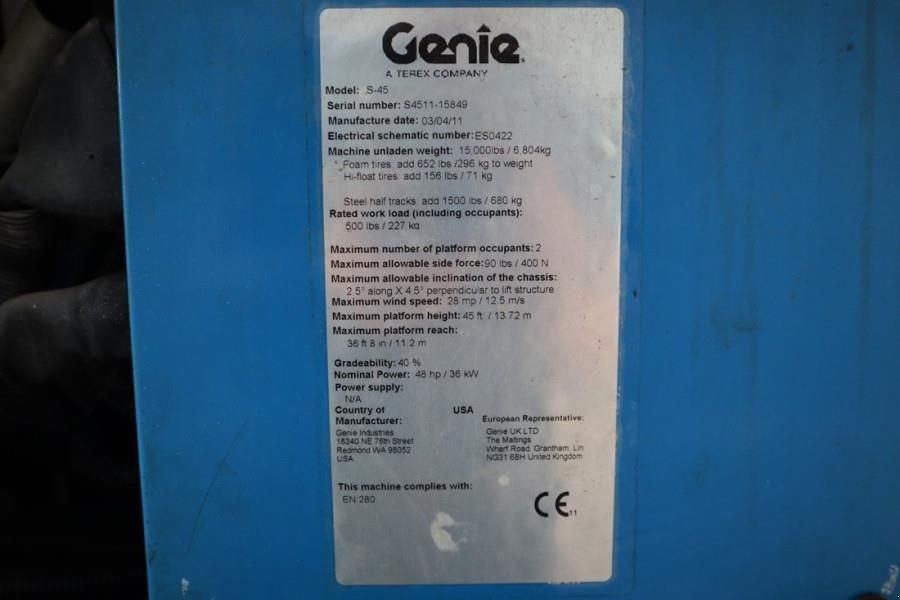 Genie
A TEREX COMPANY
Model: S-45
Serial number: S4511-15849
Manufacture date: 03/04/11
Electrical schematic number: ES0422
Machine unladen weight: 15,000lbs / 6,804kg
* Foam tires: add 652 lbs /296 kg to weight
Hi-float tires: add 156 lbs / 71 kg
Steel half tracks: add 1500 lbs / 680 kg
Rated work load (including occupants):
500 lbs / 227 kg
Maximum number of platform occupants: 2
Maximum allowable side force: 90 lbs / 400 N
Maximum allowable inclination of the chassis:
2.5° along X 4.5° perpendicular to lift structure
Maximum wind speed: 28 mp / 12.5 m/s
Maximum platform height: 45 ft / 13.72 m
Maximum platform reach:
36 ft 8 in / 11.2 m
Gradeability: 40 %
Nominal Power: 48 hp / 36 kW
Power supply:
N/A
Country of Manufacturer: USA
Genie Industries
18340 NE 76th Street
Redmond WA 98052
USA
European Representative:
Genie UK LTD
The Maltings
Wharf Road, Grantham, Lin
NG31 6BH United Kingdom
This machine complies with:
EN 280
CE 11